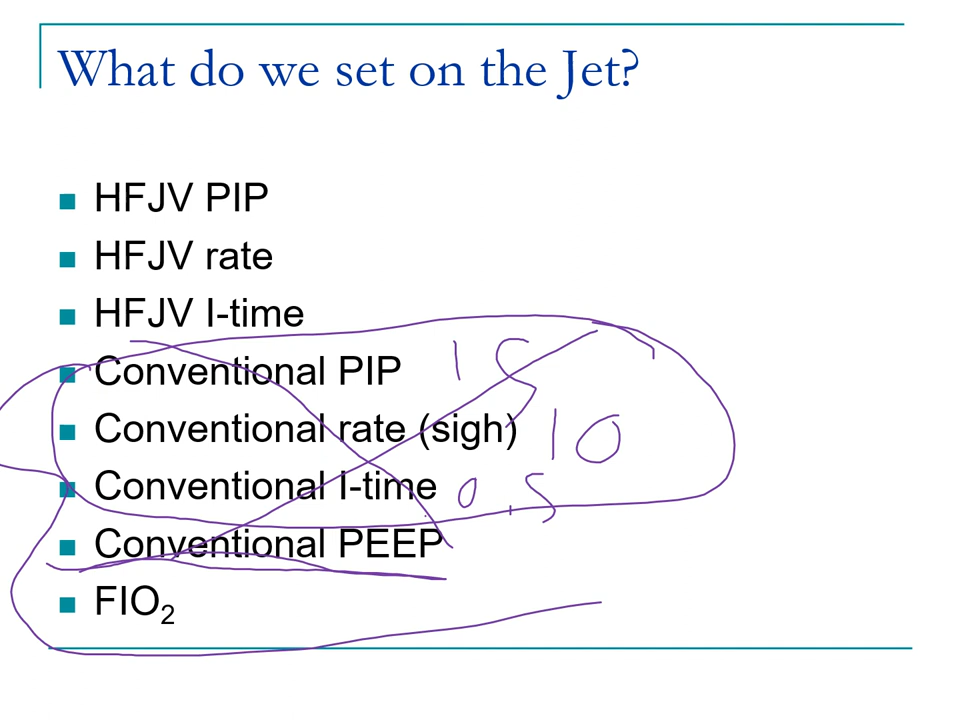 What do we set on the Jet?
HFJV PIP
HFJV rate
HFJV I-time
Conventional PIP 15
Conventional rate (sigh) 10
Conventional I-time 0.5
Conventional PEEP
FIO2